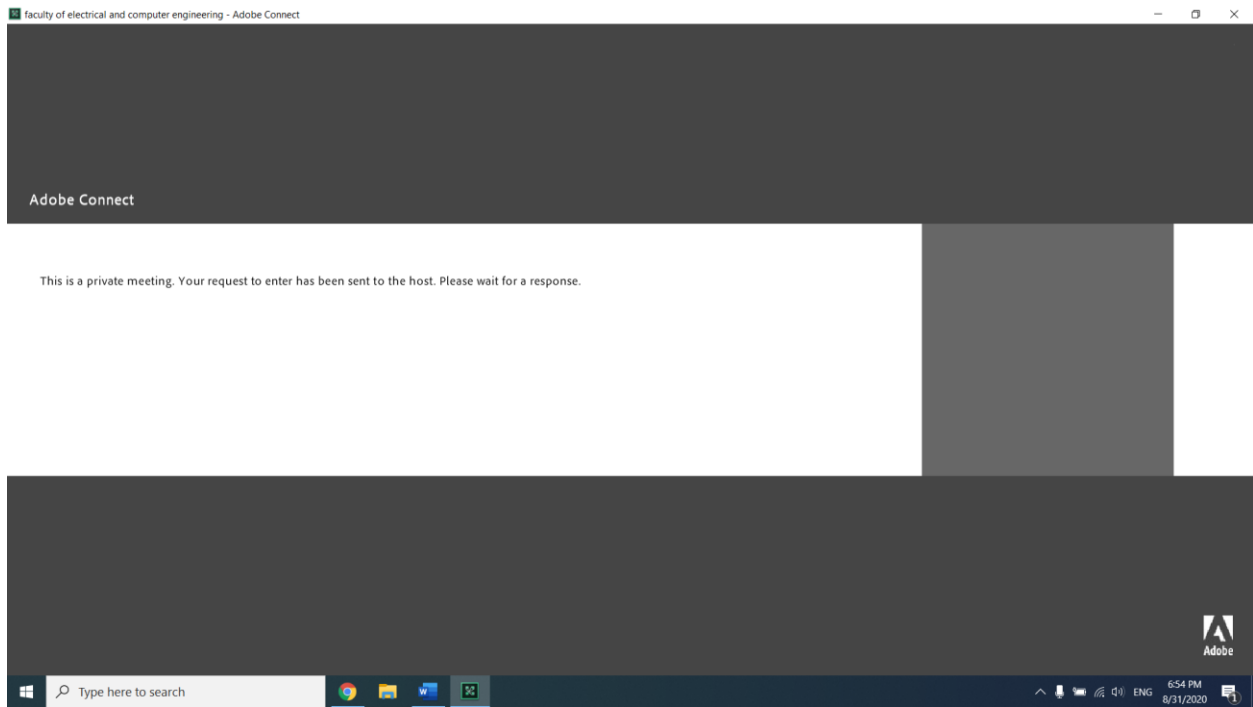 faculty of electrical and computer engineering - Adobe Connect
Adobe Connect
This is a private meeting. Your request to enter has been sent to the host. Please wait for a response.
Adobe
Type here to search
W
ENG
6:54 PM
8/31/2020
1